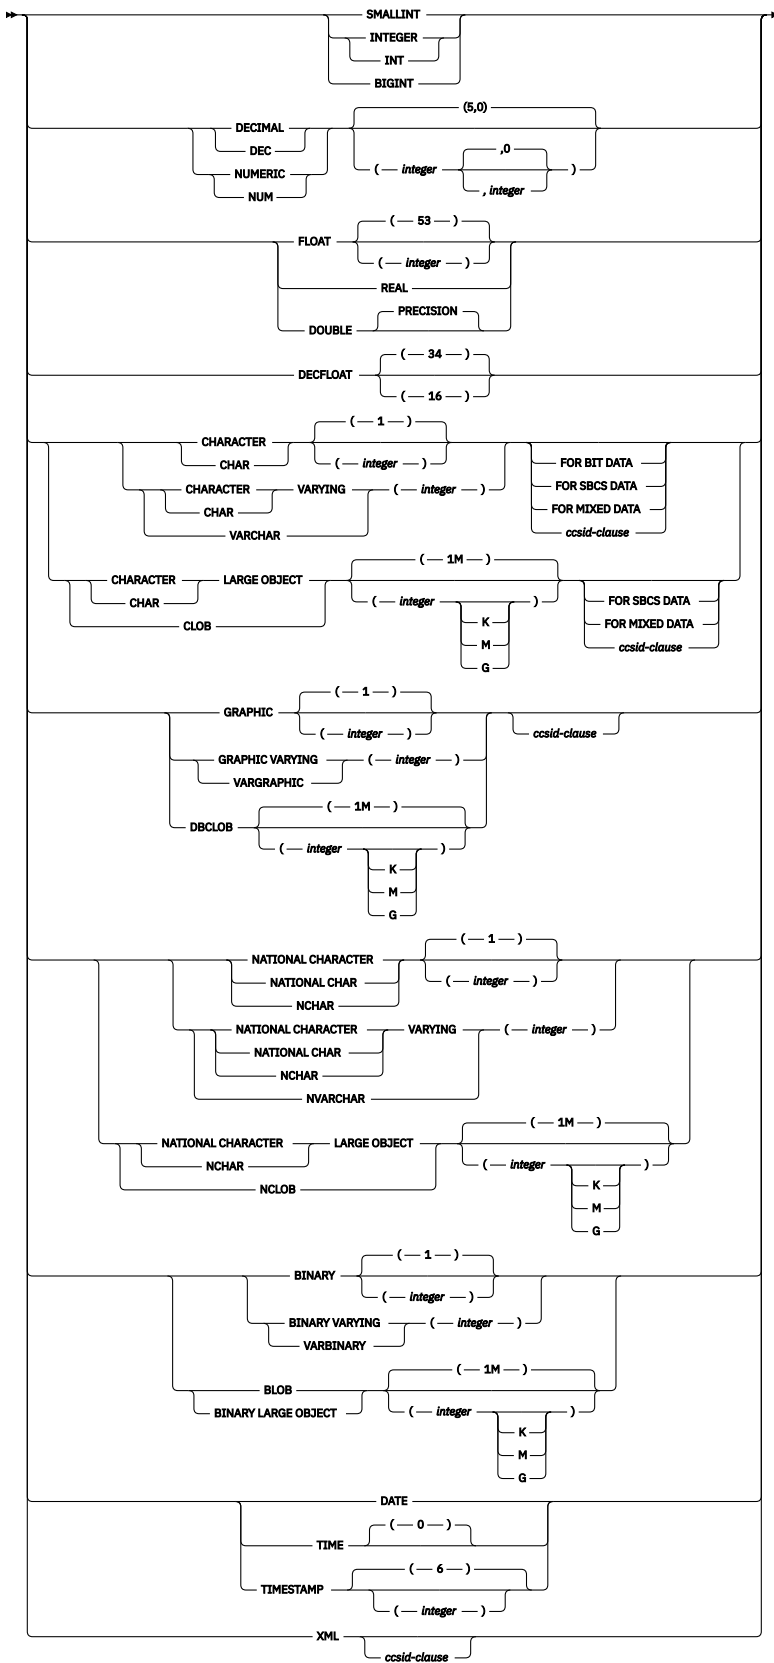 SMALLINT
INTEGER
INT
BIGINT
(5,0)
DECIMAL
DEC
,0
NUMERIC ( integer )
NUM , integer
( 53 )
FLOAT
( integer )
REAL
PRECISION
DOUBLE
( 34 )
DECFLOAT
( 16 )
( 1 )
CHARACTER
CHAR ( integer ) FOR BIT DATA
CHARACTER VARYING ( integer ) FOR SBCS DATA
CHAR FOR MIXED DATA
VARCHAR ccsid-clause
( 1M )
CHARACTER LARGE OBJECT
CHAR ( integer ) FOR SBCS DATA
CLOB K FOR MIXED DATA
M ccsid-clause
G
( 1 )
GRAPHIC
( integer ) ccsid-clause
GRAPHIC VARYING ( integer )
VARGRAPHIC
( 1M )
DBCLOB
( integer )
K
M
G
( 1 )
NATIONAL CHARACTER
NATIONAL CHAR ( integer )
NCHAR
NATIONAL CHARACTER VARYING ( integer )
NATIONAL CHAR
NCHAR
NVARCHAR
( 1M )
NATIONAL CHARACTER LARGE OBJECT
NCHAR ( integer )
NCLOB K
M
G
( 1 )
BINARY
( integer )
BINARY VARYING ( integer )
VARBINARY
( 1M )
BLOB
BINARY LARGE OBJECT ( integer )
K
M
G
DATE
( 0 )
TIME
( 6 )
TIMESTAMP
( integer )
XML
ccsid-clause